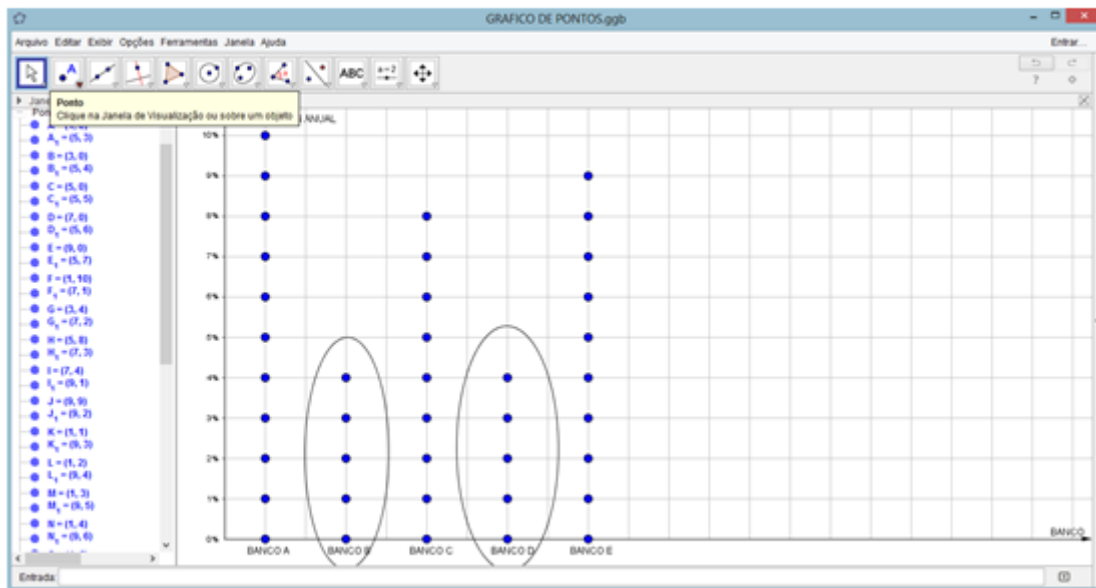 GRAFICO DE PONTOS.ggb
Arquivo Editar Exibir Opções Ferramentas Janela Ajuda
Entrar...
ABC
a=2
Ponto
Clique na Janela de Visualização ou sobre um objeto
ANUAL
A₁ = (5, 3)
B = (3, 0)
B₁ = (5, 4)
C = (5, 0)
C₁ = (5, 5)
D = (7, 0)
D₁ = (5, 6)
E = (9, 0)
E₁ = (5, 7)
F = (1, 10)
F₁ = (7, 1)
G = (3, 4)
G₁ = (7, 2)
H = (5, 8)
H₁ = (7, 3)
I = (7, 4)
I₁ = (9, 1)
J = (9, 9)
J₁ = (9, 2)
K = (1, 1)
K₁ = (9, 3)
L = (1, 2)
L₁ = (9, 4)
M = (1, 3)
M₁ = (9, 5)
N = (1, 4)
N₁ = (9, 6)
10%
9%
8%
7%
6%
5%
4%
3%
2%
1%
0%
BANCO A BANCO B BANCO C BANCO D BANCO E
BANCO
Entrada: